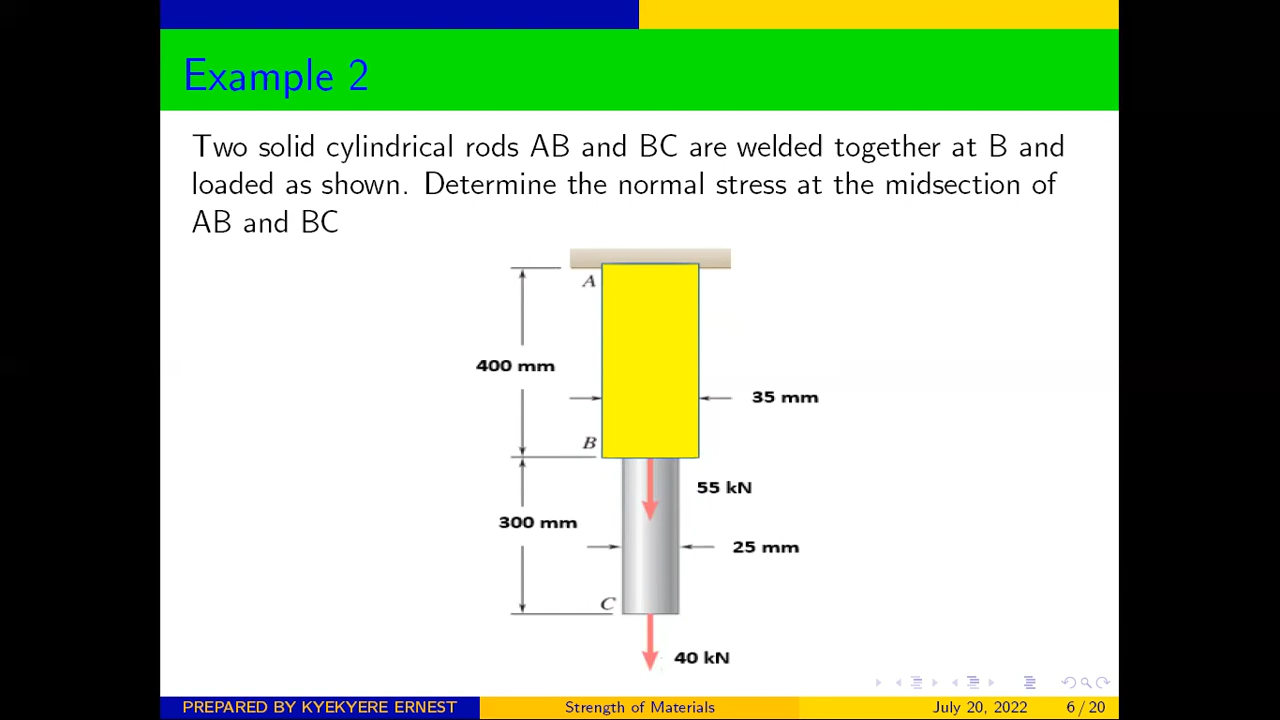 Example 2
Two solid cylindrical rods AB and BC are welded together at B and
loaded as shown. Determine the normal stress at the midsection of
AB and BC
A
400 mm
35 mm
B
55 kN
300 mm
25 mm
C
40 kN
PREPARED BY KYEKYERE ERNEST
Strength of Materials
July 20, 2022
6 / 20